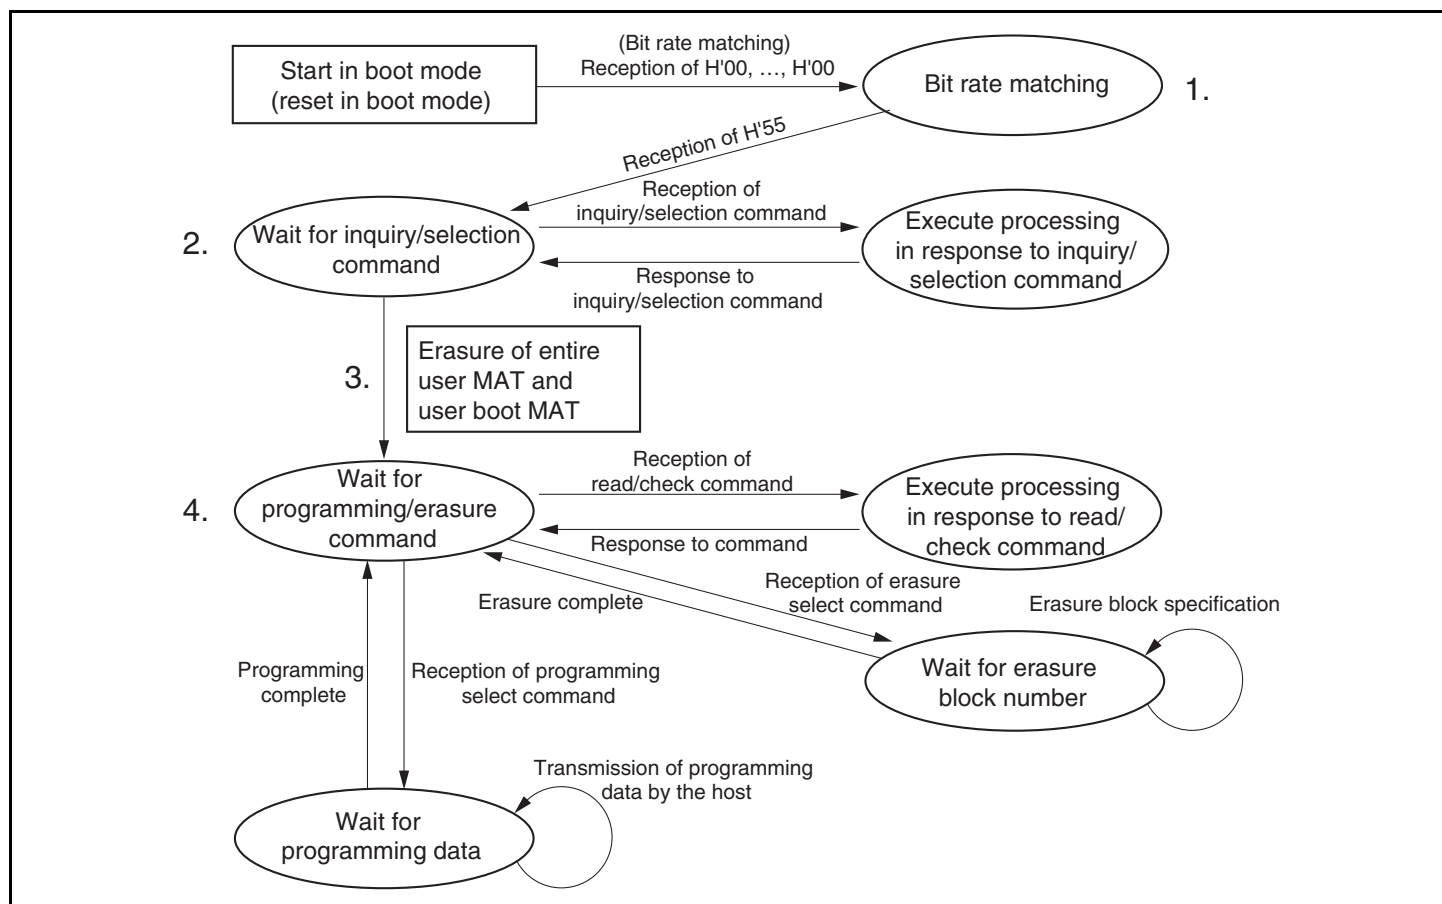 Start in boot mode
(reset in boot mode)
(Bit rate matching)
Reception of H'00, …, H'00
Bit rate matching
1.
Reception of H'55
2.
Wait for inquiry/selection
command
Reception of
inquiry/selection command
Response to
inquiry/selection command
Execute processing
in response to inquiry/
selection command
3.
Erasure of entire
user MAT and
user boot MAT
4.
Wait for
programming/erasure
command
Reception of
read/check command
Response to command
Execute processing
in response to read/
check command
Erasure complete
Reception of erasure
select command
Erasure block specification
Wait for erasure
block number
Programming
complete
Reception of programming
select command
Transmission of programming
data by the host
Wait for
programming data